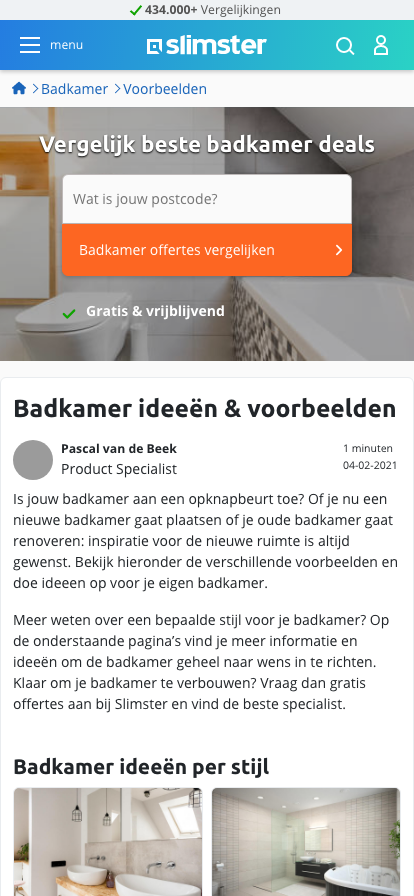 434.000+ Vergelijkingen
menu
slimster
Badkamer
Voorbeelden
Vergelijk beste badkamer deals
Wat is jouw postcode?
Badkamer offertes vergelijken
Gratis & vrijblijvend
Badkamer ideeën & voorbeelden
Pascal van de Beek
1 minuten
Product Specialist
04-02-2021
Is jouw badkamer aan een opknapbeurt toe? Of je nu een
nieuwe badkamer gaat plaatsen of je oude badkamer gaat
renoveren: inspiratie voor de nieuwe ruimte is altijd
gewenst. Bekijk hieronder de verschillende voorbeelden en
doe ideeen op voor je eigen badkamer.
Meer weten over een bepaalde stijl voor je badkamer? Op
de onderstaande pagina’s vind je meer informatie en
ideeën om de badkamer geheel naar wens in te richten.
Klaar om je badkamer te verbouwen? Vraag dan gratis
offertes aan bij Slimster en vind de beste specialist.
Badkamer ideeën per stijl